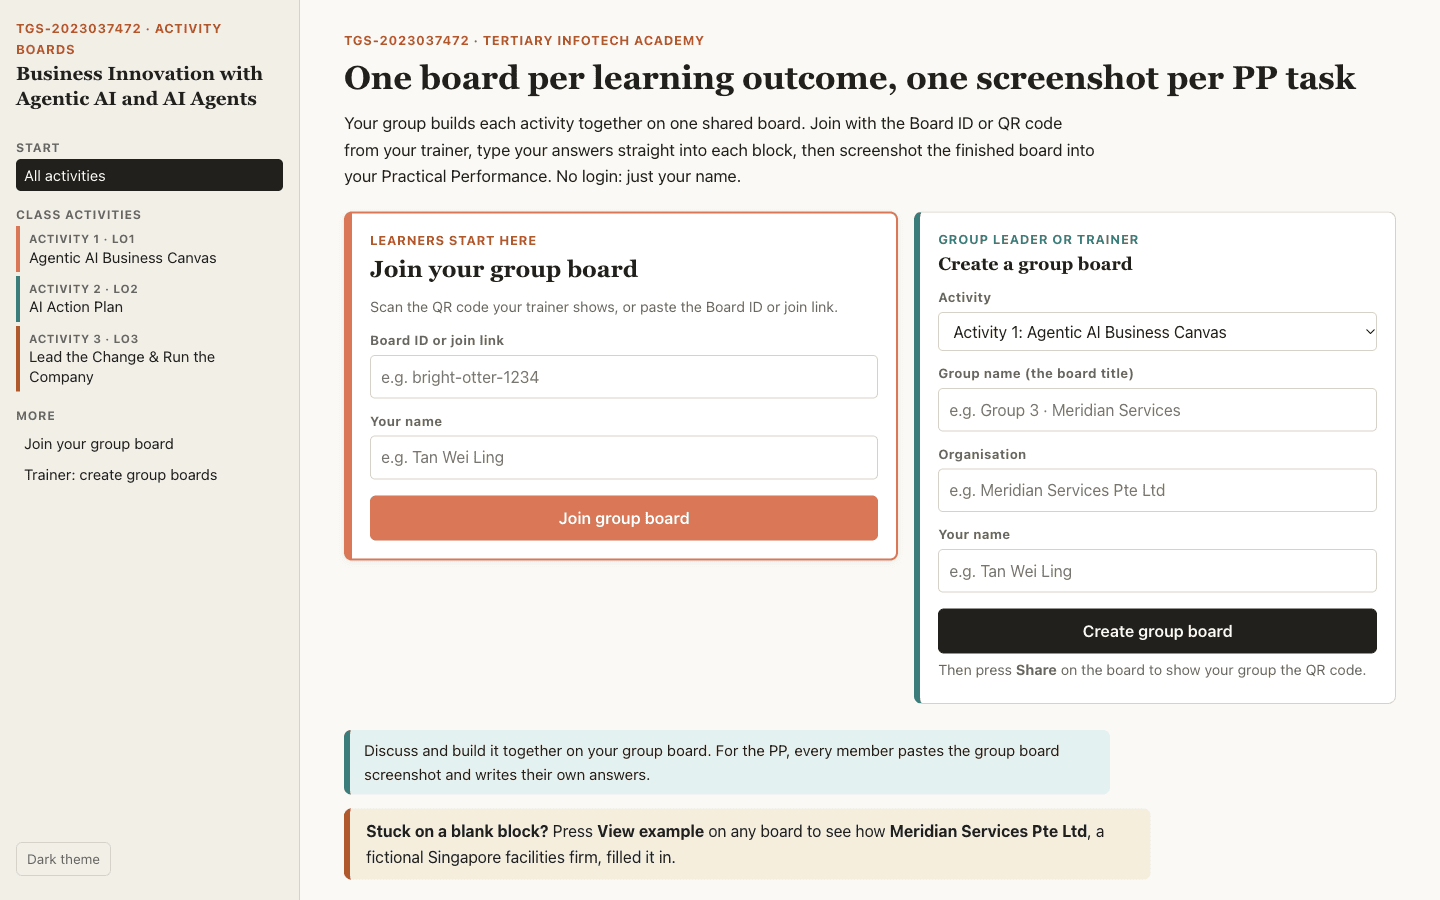 TGS-2023037472 · ACTIVITY
BOARDS
Business Innovation with
Agentic AI and AI Agents
START
All activities
CLASS ACTIVITIES
ACTIVITY 1 · LO1
Agentic AI Business Canvas
ACTIVITY 2 · LO2
AI Action Plan
ACTIVITY 3 · LO3
Lead the Change & Run the
Company
MORE
Join your group board
Trainer: create group boards
Dark theme
TGS-2023037472 · TERTIARY INFOTECH ACADEMY
One board per learning outcome, one screenshot per PP task
Your group builds each activity together on one shared board. Join with the Board ID or QR code
from your trainer, type your answers straight into each block, then screenshot the finished board into
your Practical Performance. No login: just your name.
LEARNERS START HERE
Join your group board
Scan the QR code your trainer shows, or paste the Board ID or join link.
Board ID or join link
e.g. bright-otter-1234
Your name
e.g. Tan Wei Ling
Join group board
GROUP LEADER OR TRAINER
Create a group board
Activity
Activity 1: Agentic AI Business Canvas
Group name (the board title)
e.g. Group 3 · Meridian Services
Organisation
e.g. Meridian Services Pte Ltd
Your name
e.g. Tan Wei Ling
Create group board
Then press Share on the board to show your group the QR code.
Discuss and build it together on your group board. For the PP, every member pastes the group board
screenshot and writes their own answers.
Stuck on a blank block? Press View example on any board to see how Meridian Services Pte Ltd, a
fictional Singapore facilities firm, filled it in.